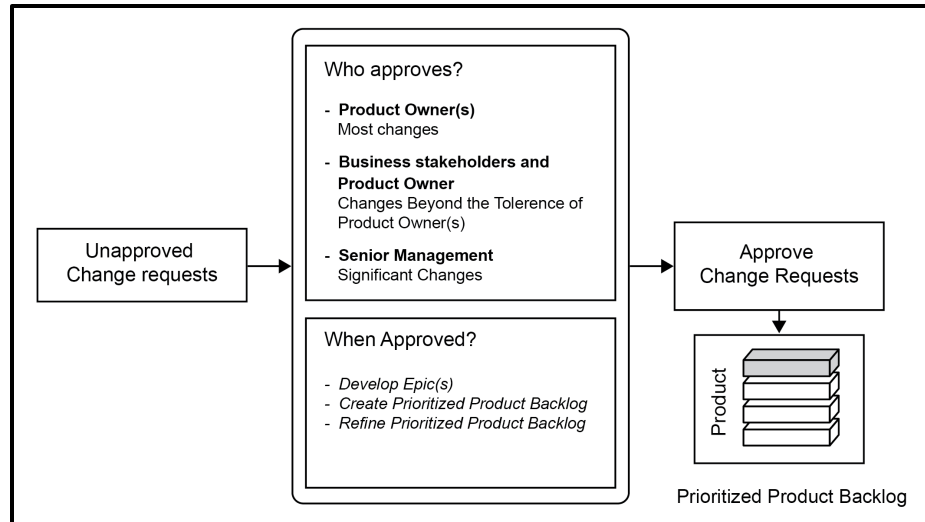 Who approves?
- Product Owner(s)
Most changes
- Business stakeholders and
Product Owner
Changes Beyond the Tolerence of
Product Owner(s)
- Senior Management
Significant Changes
Unapproved
Change requests
When Approved?
- Develop Epic(s)
- Create Prioritized Product Backlog
- Refine Prioritized Product Backlog
Approve
Change Requests
Product
Prioritized Product Backlog